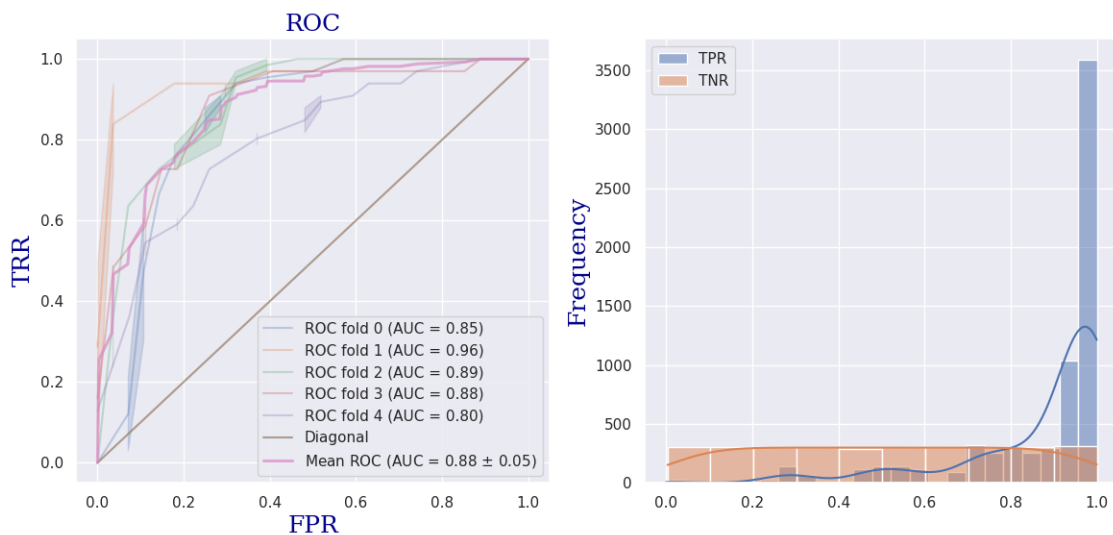 ROC
1.0
0.8
0.6
0.4
0.2
0.0
TRR
ROC fold 0 (AUC = 0.85)
ROC fold 1 (AUC = 0.96)
ROC fold 2 (AUC = 0.89)
ROC fold 3 (AUC = 0.88)
ROC fold 4 (AUC = 0.80)
Diagonal
Mean ROC (AUC = 0.88 ± 0.05)
0.0 0.2 0.4 0.6 0.8 1.0
FPR
TPR
TNR
3500
3000
2500
2000
1500
1000
500
0
Frequency
0.0 0.2 0.4 0.6 0.8 1.0